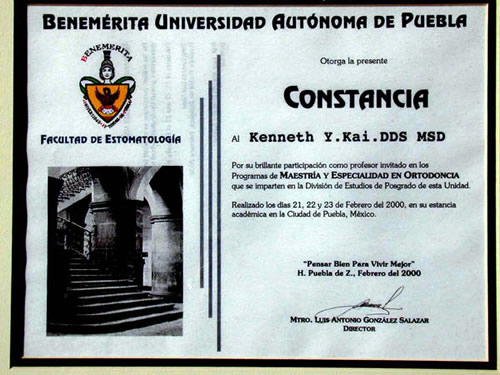 BENEMÉRITA UNIVERSIDAD AUTÓNOMA DE PUEBLA
BENEMERITA
FACULTAD DE ESTOMATOLOGÍA
Otorga la presente
CONSTANCIA
Al Kenneth Y.Kai.DDS MSD
Por su brillante participación como profesor invitado en los
Programas de MAESTRÍA Y ESPECIALIDAD EN ORTODONCIA
que se imparten en la División de Estudios de Posgrado de esta Unidad.
Realizado los dias 21, 22 y 23 de Febrero del 2000, en su estancia
académica en la Ciudad de Puebla, México.
"Pensar Bien Para Vivir Mejor"
H. Puebla de Z., Febrero del 2000
MTRO. LUIS ANTONIO GONZÁLEZ SALAZAR
DIRECTOR